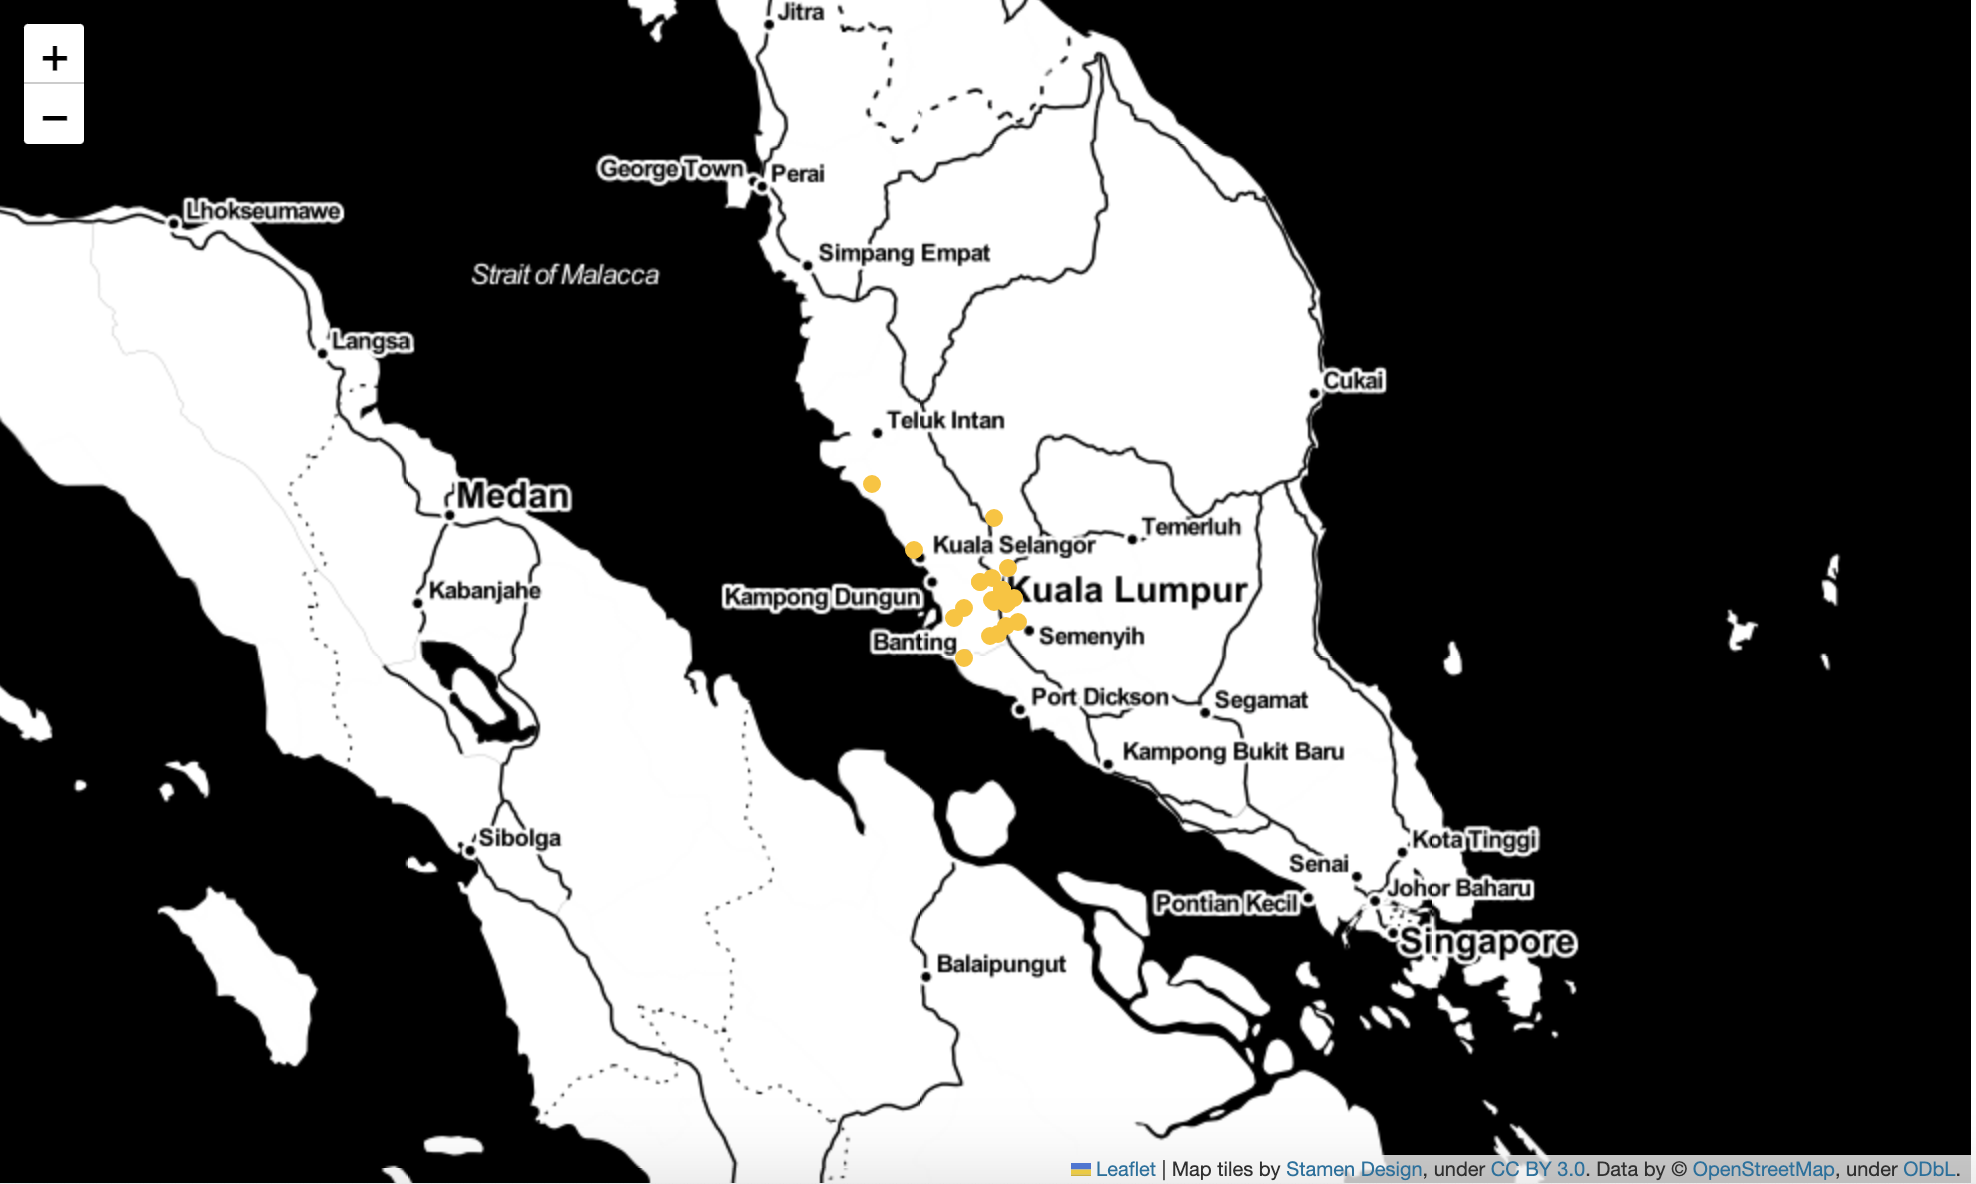 +
−
Jitra
George Town
Perai
Lhokseumawe
Simpang Empat
Strait of Malacca
Langsa
Cukai
Teluk Intan
Medan
Temerluh
Kuala Selangor
Kabanjahe
Kuala Lumpur
Kampong Dungun
Semenyih
Banting
Port Dickson
Segamat
Kampong Bukit Baru
Sibolga
Kota Tinggi
Senai
Johor Baharu
Pontian Kecil
Singapore
Balaipungut
Leaflet | Map tiles by Stamen Design, under CC BY 3.0. Data by © OpenStreetMap, under ODbL.